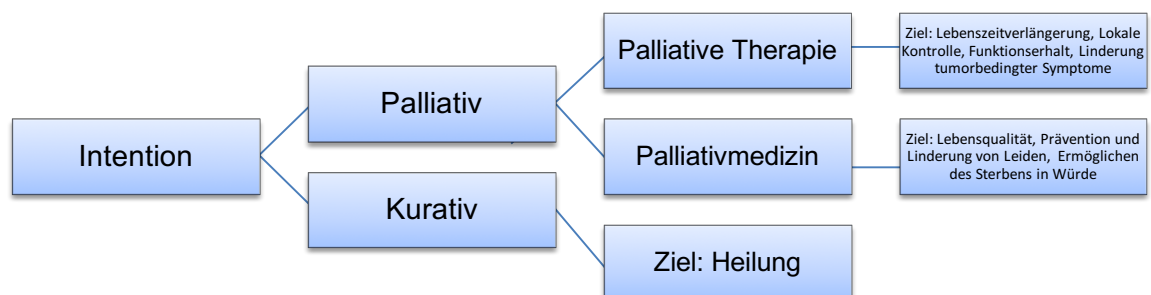 Intention
Palliativ
Kurativ
Palliative Therapie
Palliativmedizin
Ziel: Heilung
Ziel: Lebenszeitverlängerung, Lokale
Kontrolle, Funktionserhalt, Linderung
tumorbedingter Symptome
Ziel: Lebensqualität, Prävention und
Linderung von Leiden, Ermöglichen
des Sterbens in Würde